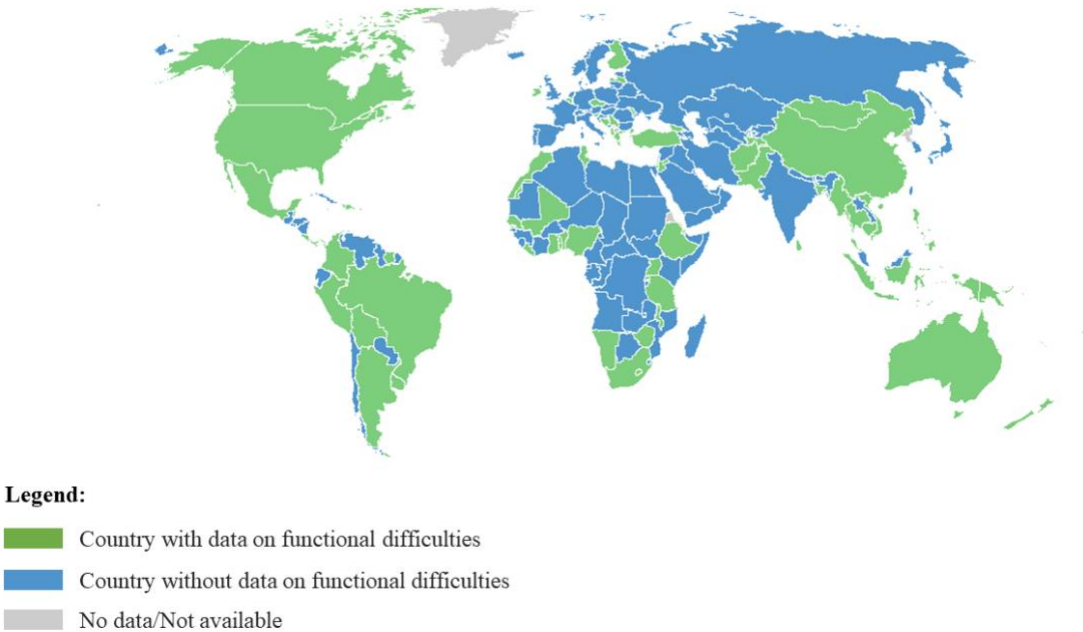 Legend:
Country with data on functional difficulties
Country without data on functional difficulties
No data/Not available